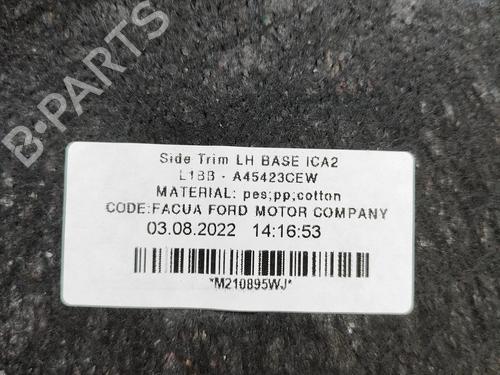 B-PARTS
Side Trim LH BASE ICA2
L1BB - A45423CEW
MATERIAL: pes;pp;cotton
CODE:FACUA FORD MOTOR COMPANY
03.08.2022 14:16:53
*M210895WJ*